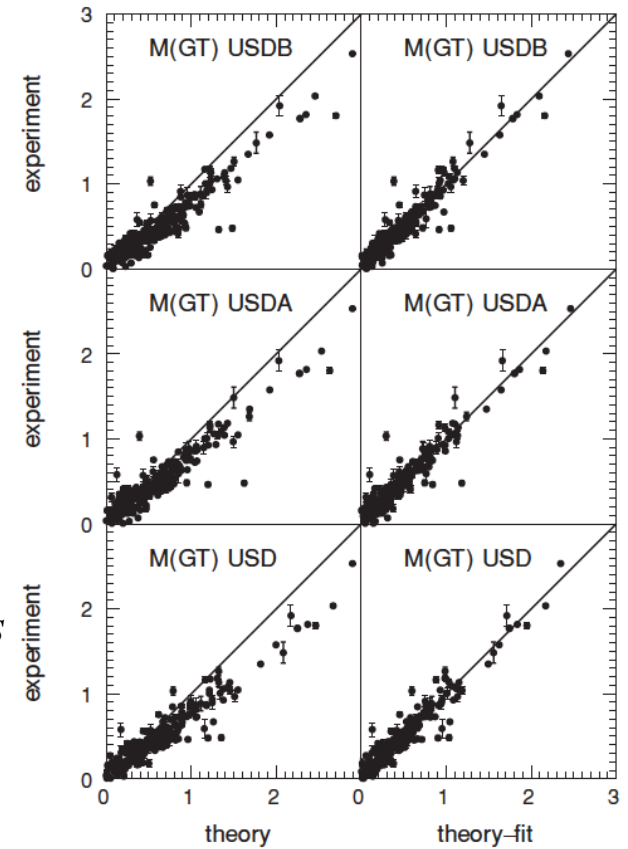 3
M(GT) USDB
M(GT) USDB
2
experiment
1
0
M(GT) USDA
M(GT) USDA
2
experiment
1
0
M(GT) USD
M(GT) USD
2
experiment
1
0
0
1
2
0
1
2
3
theory
theory–fit